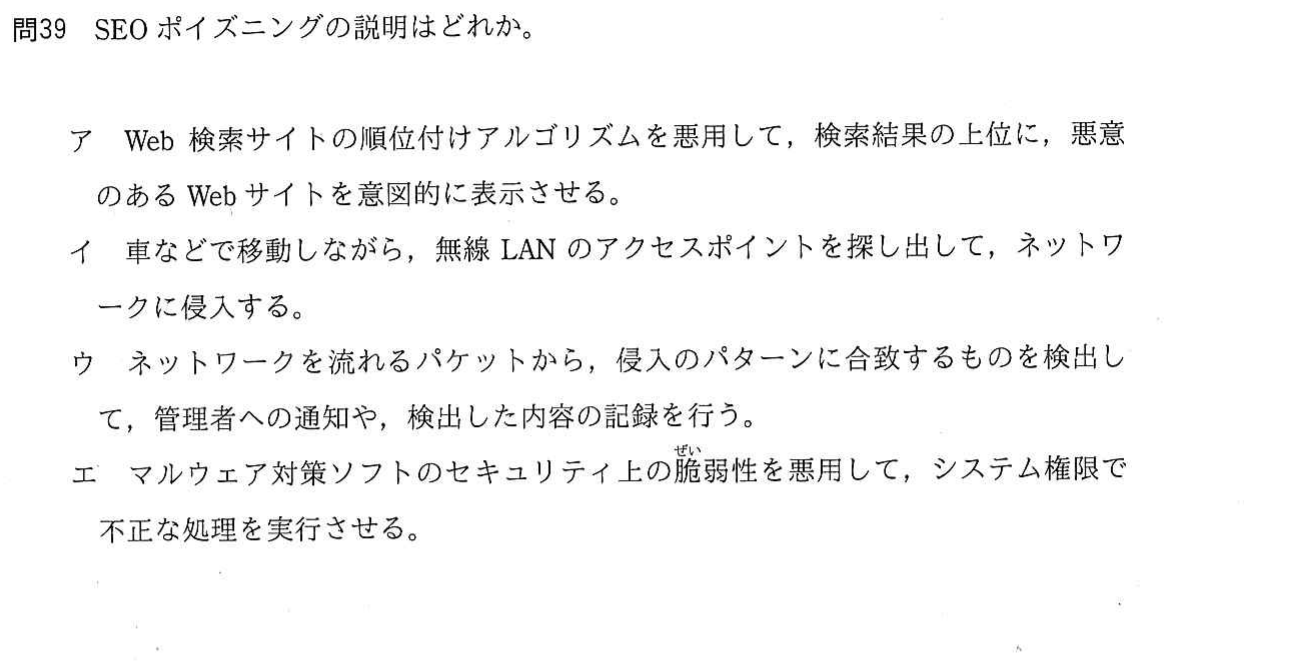 問39 SEO ポイズニングの説明はどれか。
ア Web 検索サイトの順位付けアルゴリズムを悪用して，検索結果の上位に，悪意
のある Web サイトを意図的に表示させる。
イ 車などで移動しながら，無線 LAN のアクセスポイントを探し出して，ネットワ
ークに侵入する。
ウ ネットワークを流れるパケットから，侵入のパターンに合致するものを検出し
て，管理者への通知や，検出した内容の記録を行う。
ぜい
エ マルウェア対策ソフトのセキュリティ上の脆弱性を悪用して，システム権限で
不正な処理を実行させる。